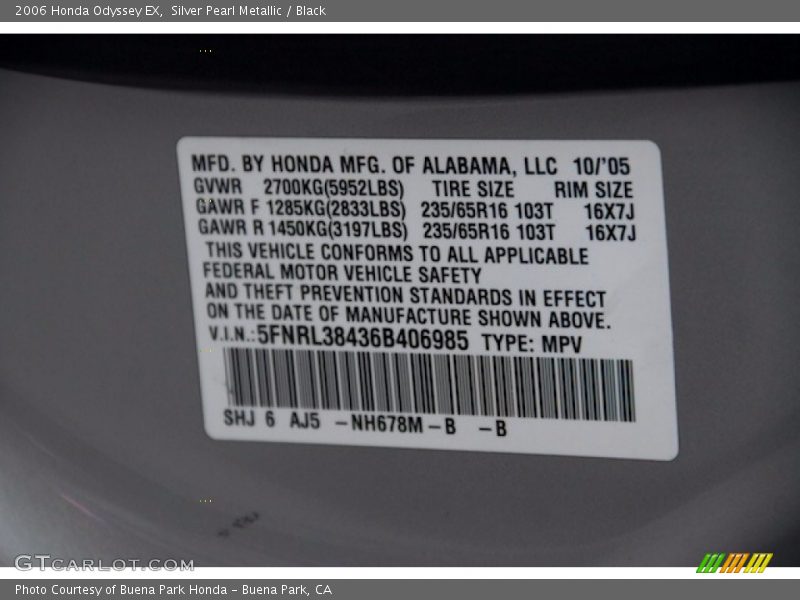 2006 Honda Odyssey EX,  Silver Pearl Metallic / Black
MFD. BY HONDA MFG. OF ALABAMA, LLC 10/'05
GVWR 2700KG(5952LBS) TIRE SIZE RIM SIZE
GAWR F 1285KG(2833LBS) 235/65R16 103T 16X7J
GAWR R 1450KG(3197LBS) 235/65R16 103T 16X7J
THIS VEHICLE CONFORMS TO ALL APPLICABLE
FEDERAL MOTOR VEHICLE SAFETY
AND THEFT PREVENTION STANDARDS IN EFFECT
ON THE DATE OF MANUFACTURE SHOWN ABOVE.
V.I.N.:5FNRL38436B406985 TYPE: MPV
SHJ 6 AJ5 -NH678M-B -B
GTCARLOT.COM
Photo Courtesy of Buena Park Honda - Buena Park, CA